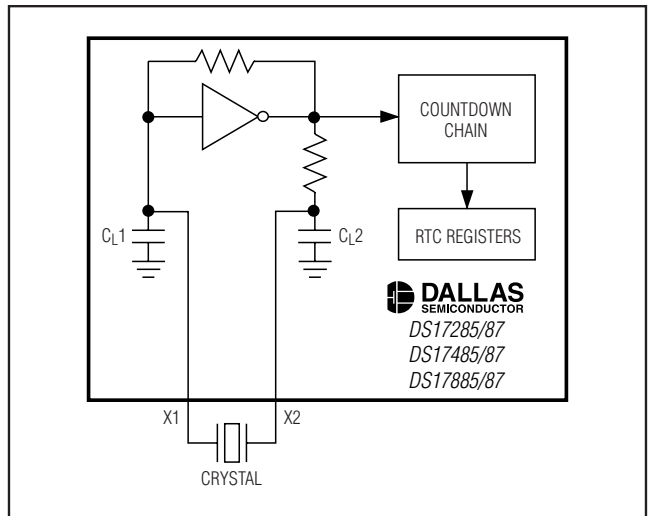 COUNTDOWN
CHAIN
CL1
CL2
RTC REGISTERS
DALLAS
SEMICONDUCTOR
DS17285/87
DS17485/87
DS17885/87
X1
X2
CRYSTAL